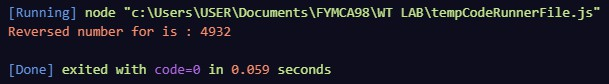 [Running] node "c:\Users\USER\Documents\FYMCA98\WT LAB\tempCodeRunnerFile.js"
Reversed number for is : 4932
[Done] exited with code=0 in 0.059 seconds